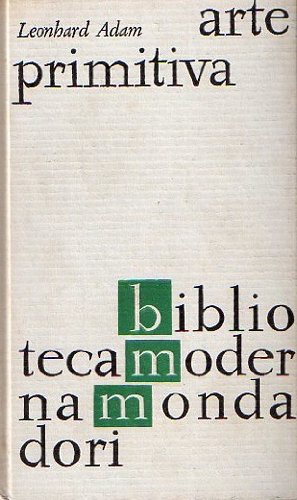 Leonhard Adam arte
primitiva
biblio
tecamoder
namonda
dori